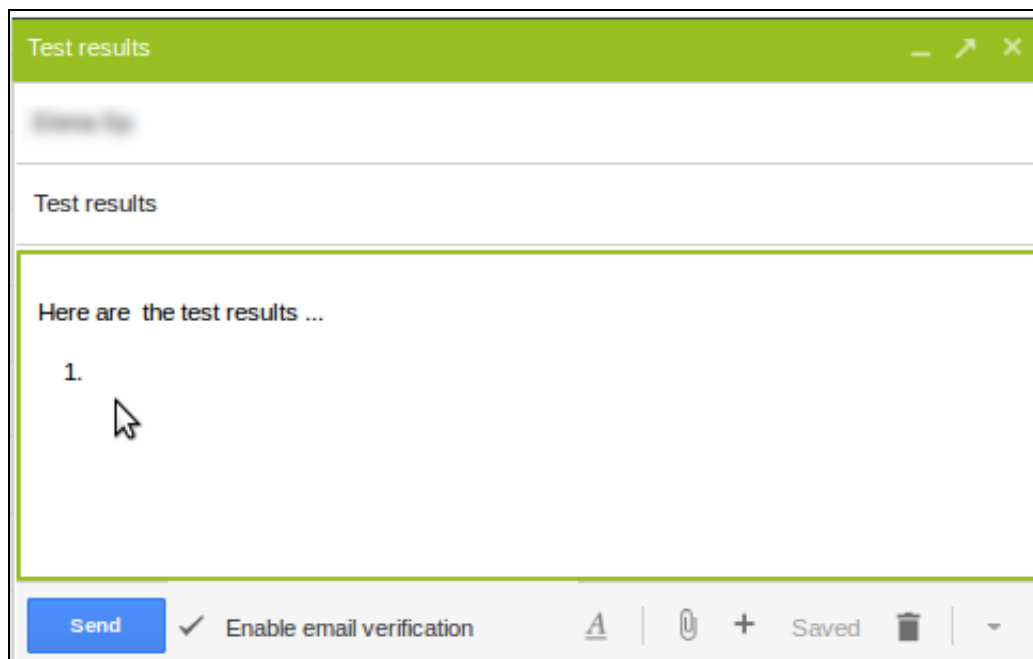 Test results
Test results
Here are  the test results ...
1.
Send Enable email verification A Saved